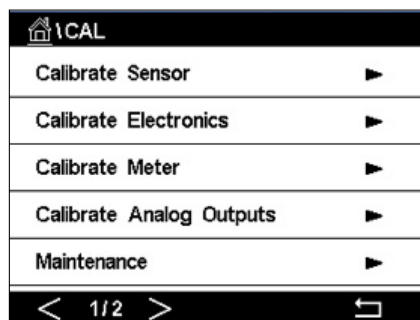 \CAL
Calibrate Sensor
Calibrate Electronics
Calibrate Meter
Calibrate Analog Outputs
Maintenance
< 1/2 >